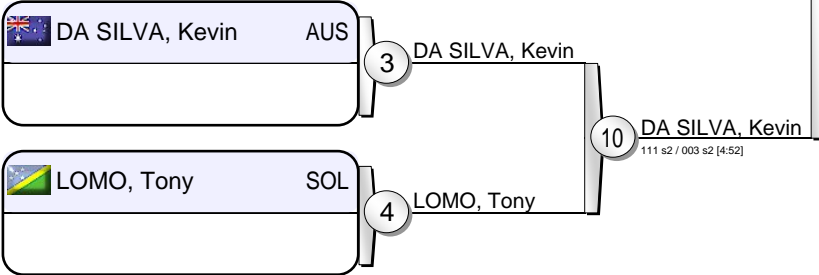 DA SILVA, Kevin AUS
3
DA SILVA, Kevin
10
DA SILVA, Kevin
111 s2 / 003 s2 [4:52]
LOMO, Tony SOL
4
LOMO, Tony